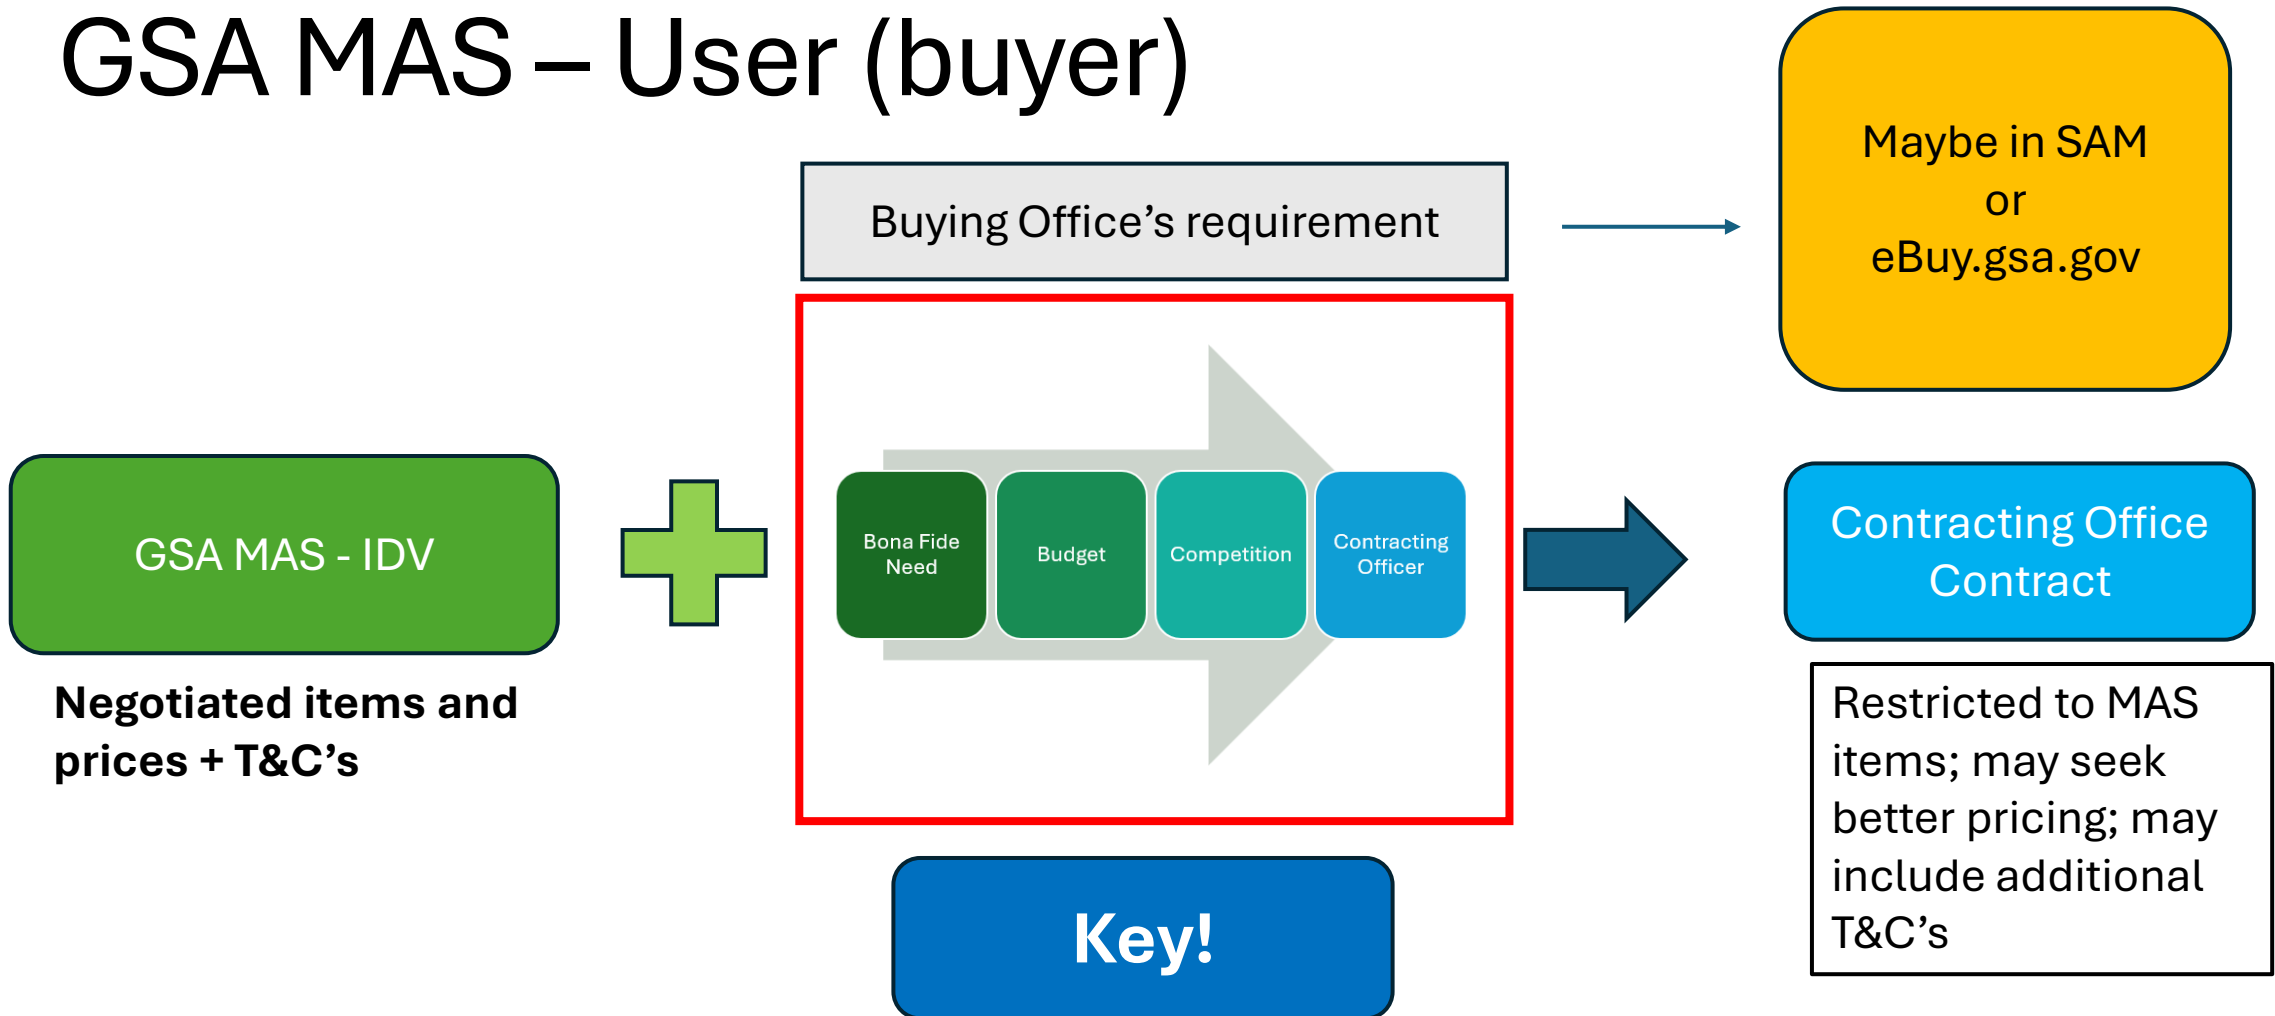 GSA MAS – User (buyer)
Buying Office’s requirement
Maybe in SAM
or
eBuy.gsa.gov
GSA MAS - IDV
Negotiated items and
prices + T&C’s
Bona Fide
Need
Budget
Competition
Contracting
Officer
Contracting Office
Contract
Restricted to MAS
items; may seek
better pricing; may
include additional
T&C’s
Key!